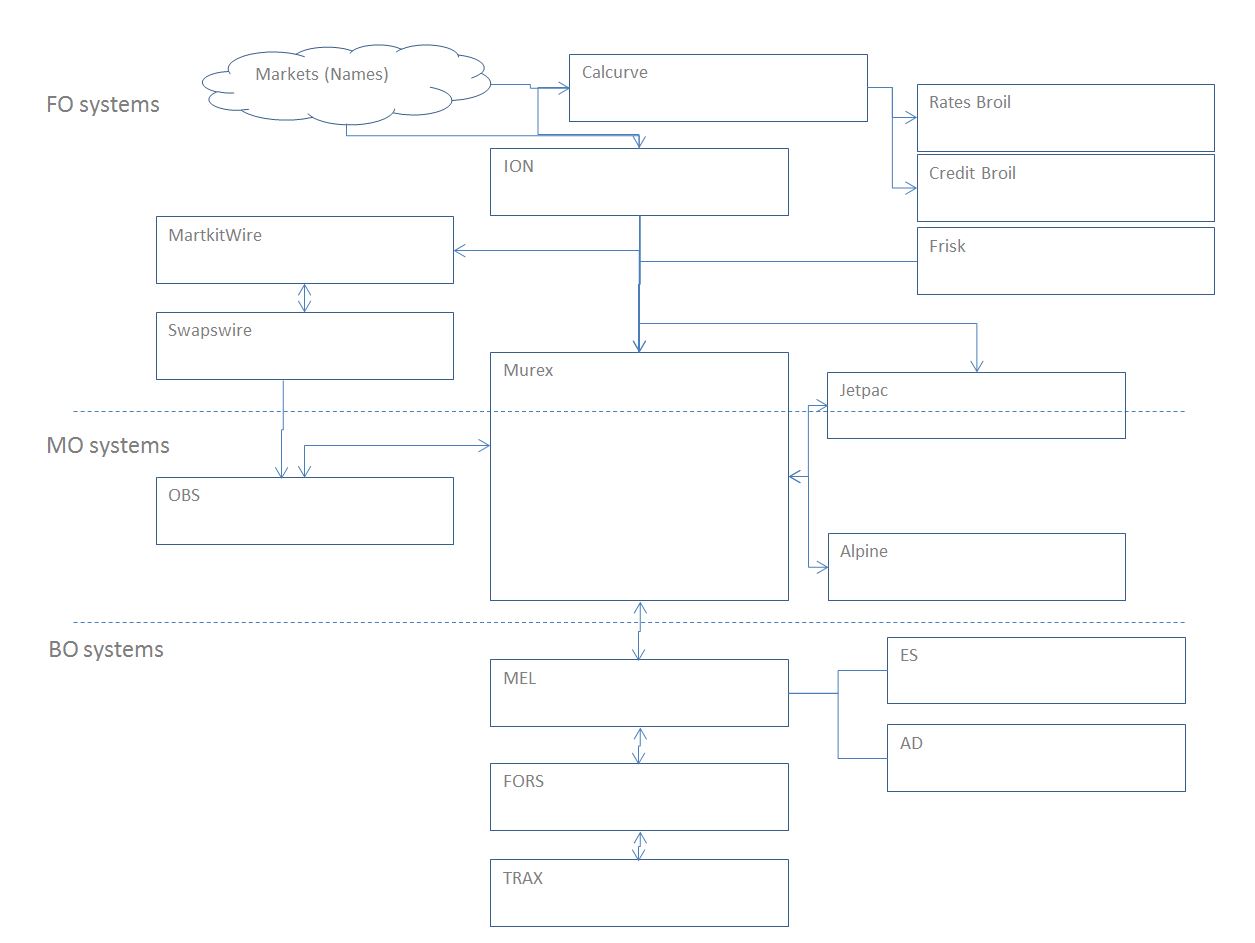 Markets (Names)
Calcurve
FO systems
Rates Broil
ION
Credit Broil
MartkitWire
Frisk
Swapswire
Murex
Jetpac
MO systems
OBS
Alpine
BO systems
MEL
ES
AD
FORS
TRAX